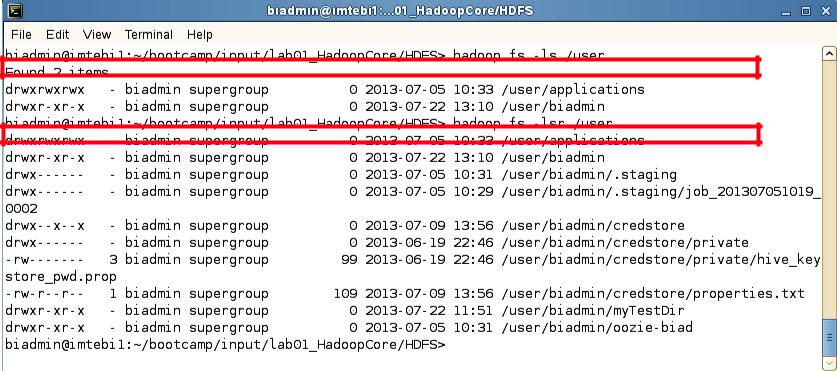 biadmin@imtebi1:...01_HadoopCore/HDFS
File Edit View Terminal Help
biadmin@imtebi1:~/bootcamp/input/lab01_HadoopCore/HDFS> hadoop fs -ls /user
Found 2 items
drwxrwxrwx   - biadmin supergroup          0 2013-07-05 10:33 /user/applications
drwxr-xr-x   - biadmin supergroup          0 2013-07-22 13:10 /user/biadmin
biadmin@imtebi1:~/bootcamp/input/lab01_HadoopCore/HDFS> hadoop fs -lsr /user
drwxrwxrwx   - biadmin supergroup          0 2013-07-05 10:33 /user/applications
drwxr-xr-x   - biadmin supergroup          0 2013-07-22 13:10 /user/biadmin
drwx------   - biadmin supergroup          0 2013-07-05 10:31 /user/biadmin/.staging
drwx------   - biadmin supergroup          0 2013-07-05 10:29 /user/biadmin/.staging/job_201307051019_
0002
drwx--x--x   - biadmin supergroup          0 2013-07-09 13:56 /user/biadmin/credstore
drwx------   - biadmin supergroup          0 2013-06-19 22:46 /user/biadmin/credstore/private
-rw-------   3 biadmin supergroup         99 2013-06-19 22:46 /user/biadmin/credstore/private/hive_key
store_pwd.prop
-rw-r--r--   1 biadmin supergroup        109 2013-07-09 13:56 /user/biadmin/credstore/properties.txt
drwxr-xr-x   - biadmin supergroup          0 2013-07-22 11:51 /user/biadmin/myTestDir
drwxr-xr-x   - biadmin supergroup          0 2013-07-05 10:31 /user/biadmin/oozie-biad
biadmin@imtebi1:~/bootcamp/input/lab01_HadoopCore/HDFS>